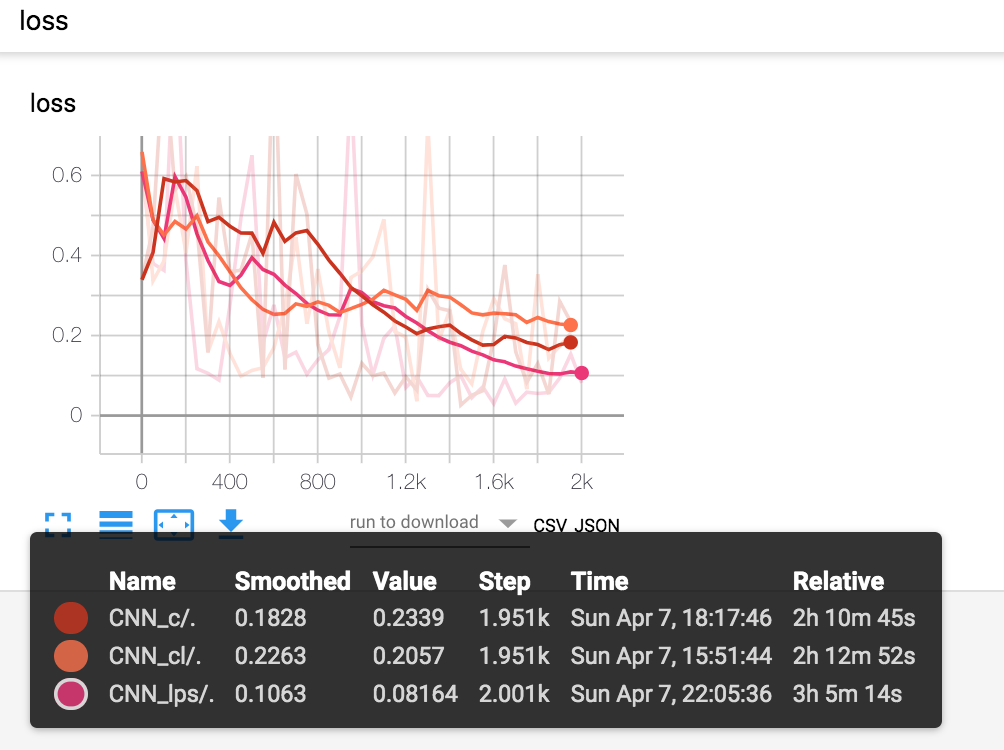 loss
loss
0.6
0.4
0.2
0
0 400 800 1.2k 1.6k 2k
run to download CSV JSON
Name Smoothed Value Step Time Relative
CNN_c/. 0.1828 0.2339 1.951k Sun Apr 7, 18:17:46 2h 10m 45s
CNN_cl/. 0.2263 0.2057 1.951k Sun Apr 7, 15:51:44 2h 12m 52s
CNN_lps/. 0.1063 0.08164 2.001k Sun Apr 7, 22:05:36 3h 5m 14s